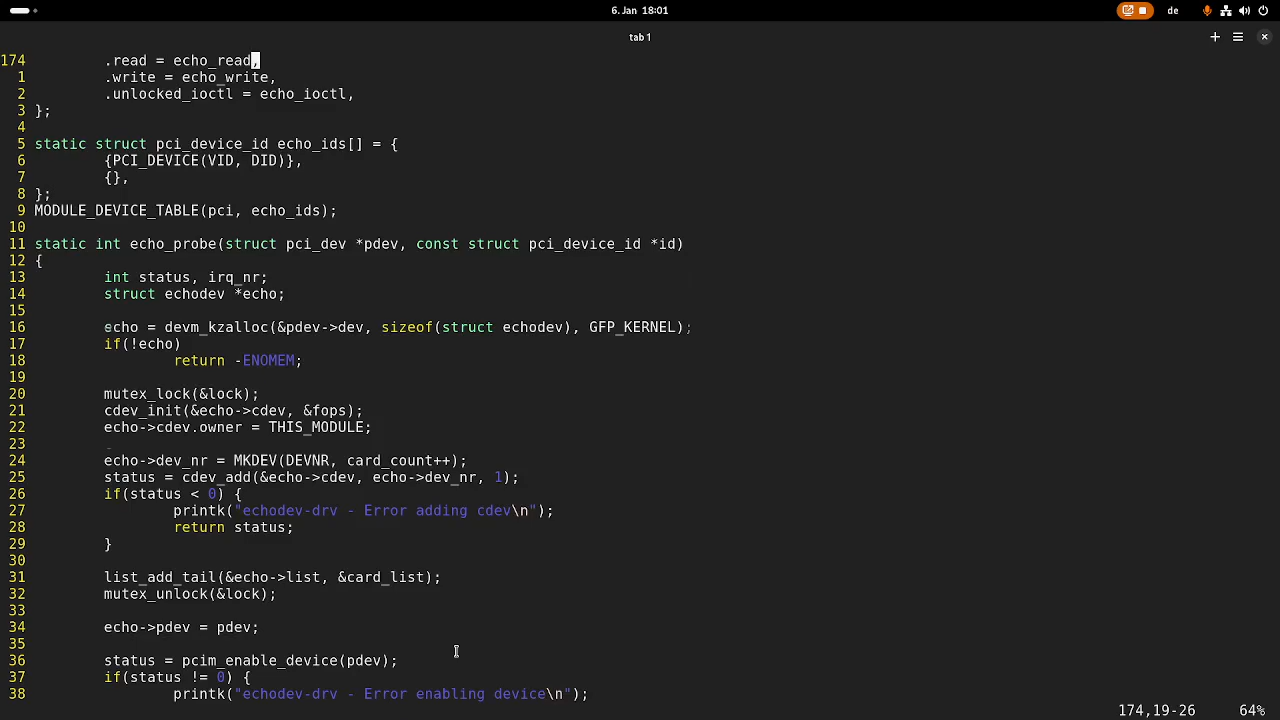 6. Jan 18:01
de
tab 1
174 .read = echo_read,
1 .write = echo_write,
2 .unlocked_ioctl = echo_ioctl,
3 };
4
5 static struct pci_device_id echo_ids[] = {
6 {PCI_DEVICE(VID, DID)},
7 {},
8 };
9 MODULE_DEVICE_TABLE(pci, echo_ids);
10
11 static int echo_probe(struct pci_dev *pdev, const struct pci_device_id *id)
12 {
13 int status, irq_nr;
14 struct echodev *echo;
15
16 echo = devm_kzalloc(&pdev->dev, sizeof(struct echodev), GFP_KERNEL);
17 if(!echo)
18 return -ENOMEM;
19
20 mutex_lock(&lock);
21 cdev_init(&echo->cdev, &fops);
22 echo->cdev.owner = THIS_MODULE;
23
24 echo->dev_nr = MKDEV(DEVNR, card_count++);
25 status = cdev_add(&echo->cdev, echo->dev_nr, 1);
26 if(status < 0) {
27 printk("echodev-drv - Error adding cdev\n");
28 return status;
29 }
30
31 list_add_tail(&echo->list, &card_list);
32 mutex_unlock(&lock);
33
34 echo->pdev = pdev;
35
36 status = pcim_enable_device(pdev);
37 if(status != 0) {
38 printk("echodev-drv - Error enabling device\n");
174,19-26 64%